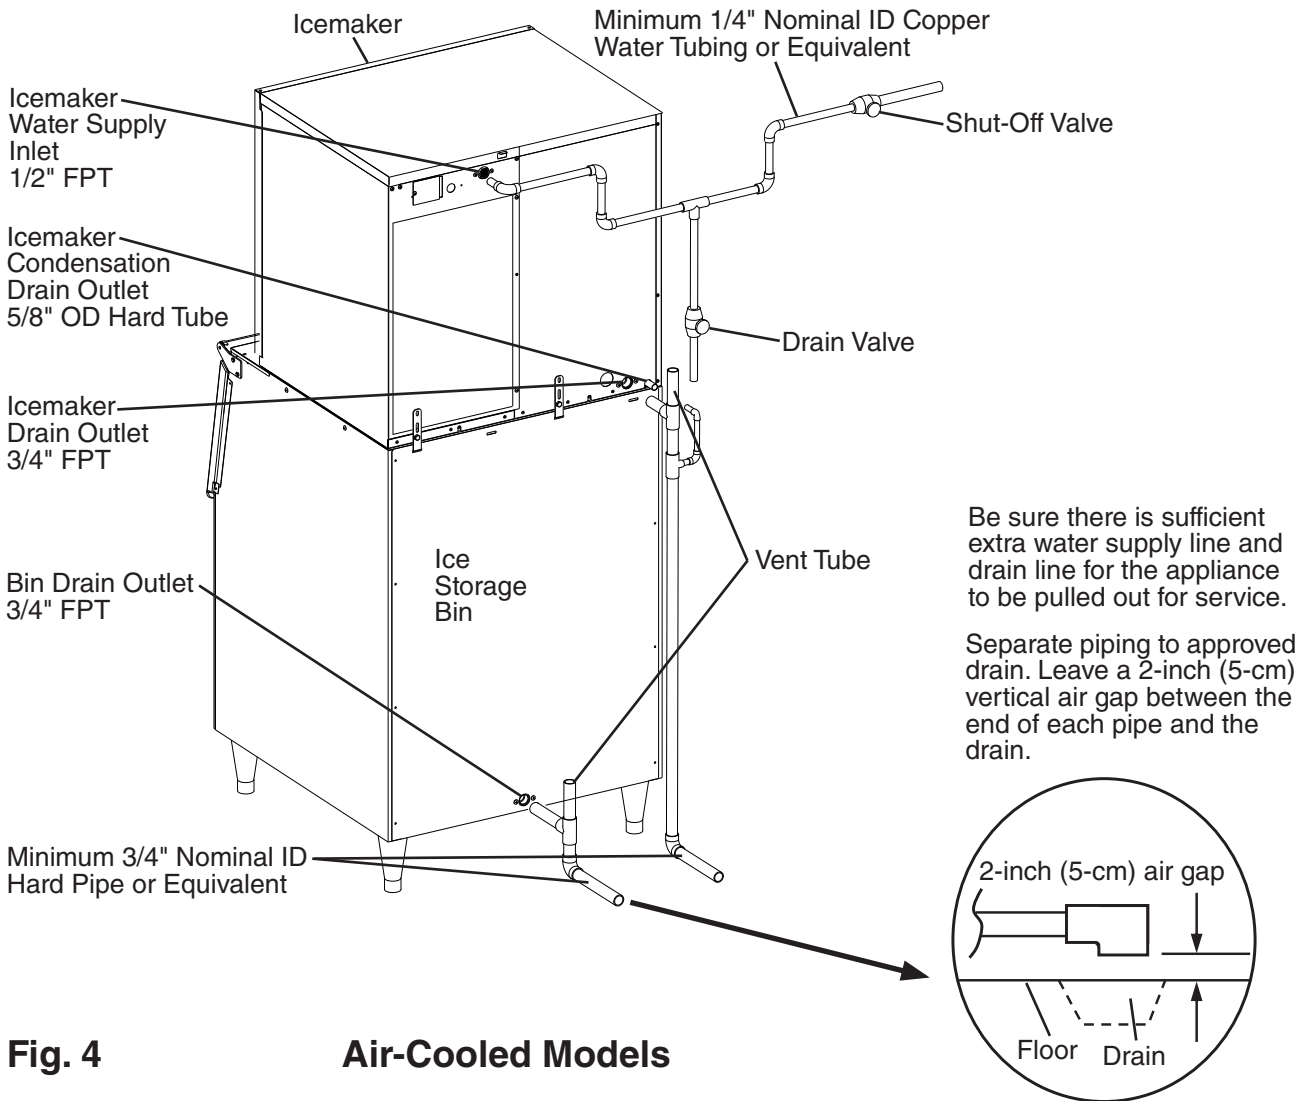 Icemaker
Minimum 1/4" Nominal ID Copper
Water Tubing or Equivalent
Icemaker
Water Supply
Inlet
1/2" FPT
Shut-Off Valve
Icemaker
Condensation
Drain Outlet
5/8" OD Hard Tube
Drain Valve
Icemaker
Drain Outlet
3/4" FPT
Bin Drain Outlet
3/4" FPT
Ice
Storage
Bin
Vent Tube
Be sure there is sufficient
extra water supply line and
drain line for the appliance
to be pulled out for service.
Separate piping to approved
drain. Leave a 2-inch (5-cm)
vertical air gap between the
end of each pipe and the
drain.
Minimum 3/4" Nominal ID
Hard Pipe or Equivalent
2-inch (5-cm) air gap
Floor
Drain
Fig. 4
Air-Cooled Models